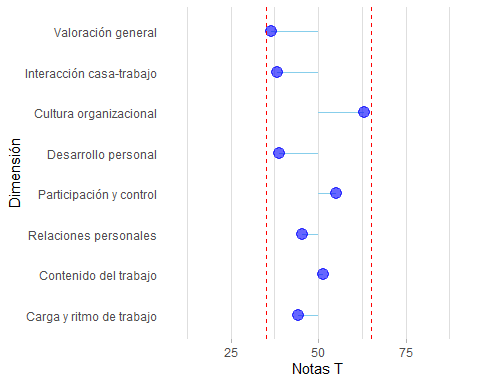 Valoración general
Interacción casa-trabajo
Cultura organizacional
Desarrollo personal
Participación y control
Relaciones personales
Contenido del trabajo
Carga y ritmo de trabajo
Dimensión
25 50 75
Notas T